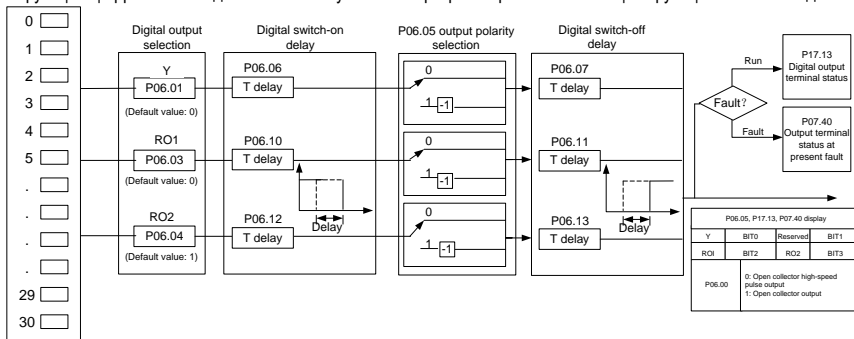 0
1
2
3
4
5
.
.
.
.
29
30
Digital output
selection
Y
P06.01
(Default value: 0)
RO1
P06.03
(Default value: 0)
RO2
P06.04
(Default value: 1)
Digital switch-on
delay
P06.06
T delay
P06.10
T delay
Delay
P06.12
T delay
P06.05 output polarity
selection
0
1 -1
0
1 -1
0
1 -1
Digital switch-off
delay
P06.07
T delay
P06.11
T delay
Delay
P06.13
T delay
Run
Fault?
Fault
P17.13
Digital output
terminal status
P07.40
Output terminal
status at
present fault
P06.05, P17.13, P07.40 display
Y BIT0 Reserved BIT1
ROI BIT2 RO2 BIT3
P06.00
0: Open collector high-speed
pulse output
1: Open collector output